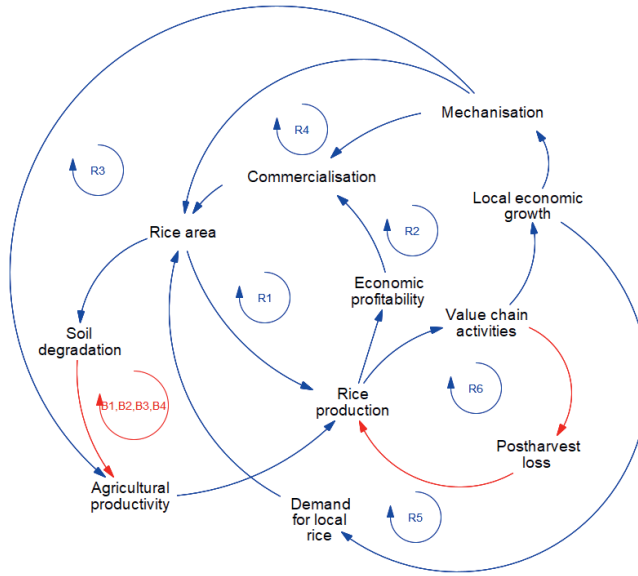 Mechanisation
R4
R3
Commercialisation
Local economic
growth
Rice area
R2
Economic
profitability
R1
Value chain
activities
Soil
degradation
Rice
production
R6
B1,B2,B3,B4
Postharvest
loss
Agricultural
productivity
Demand
for local
rice
R5